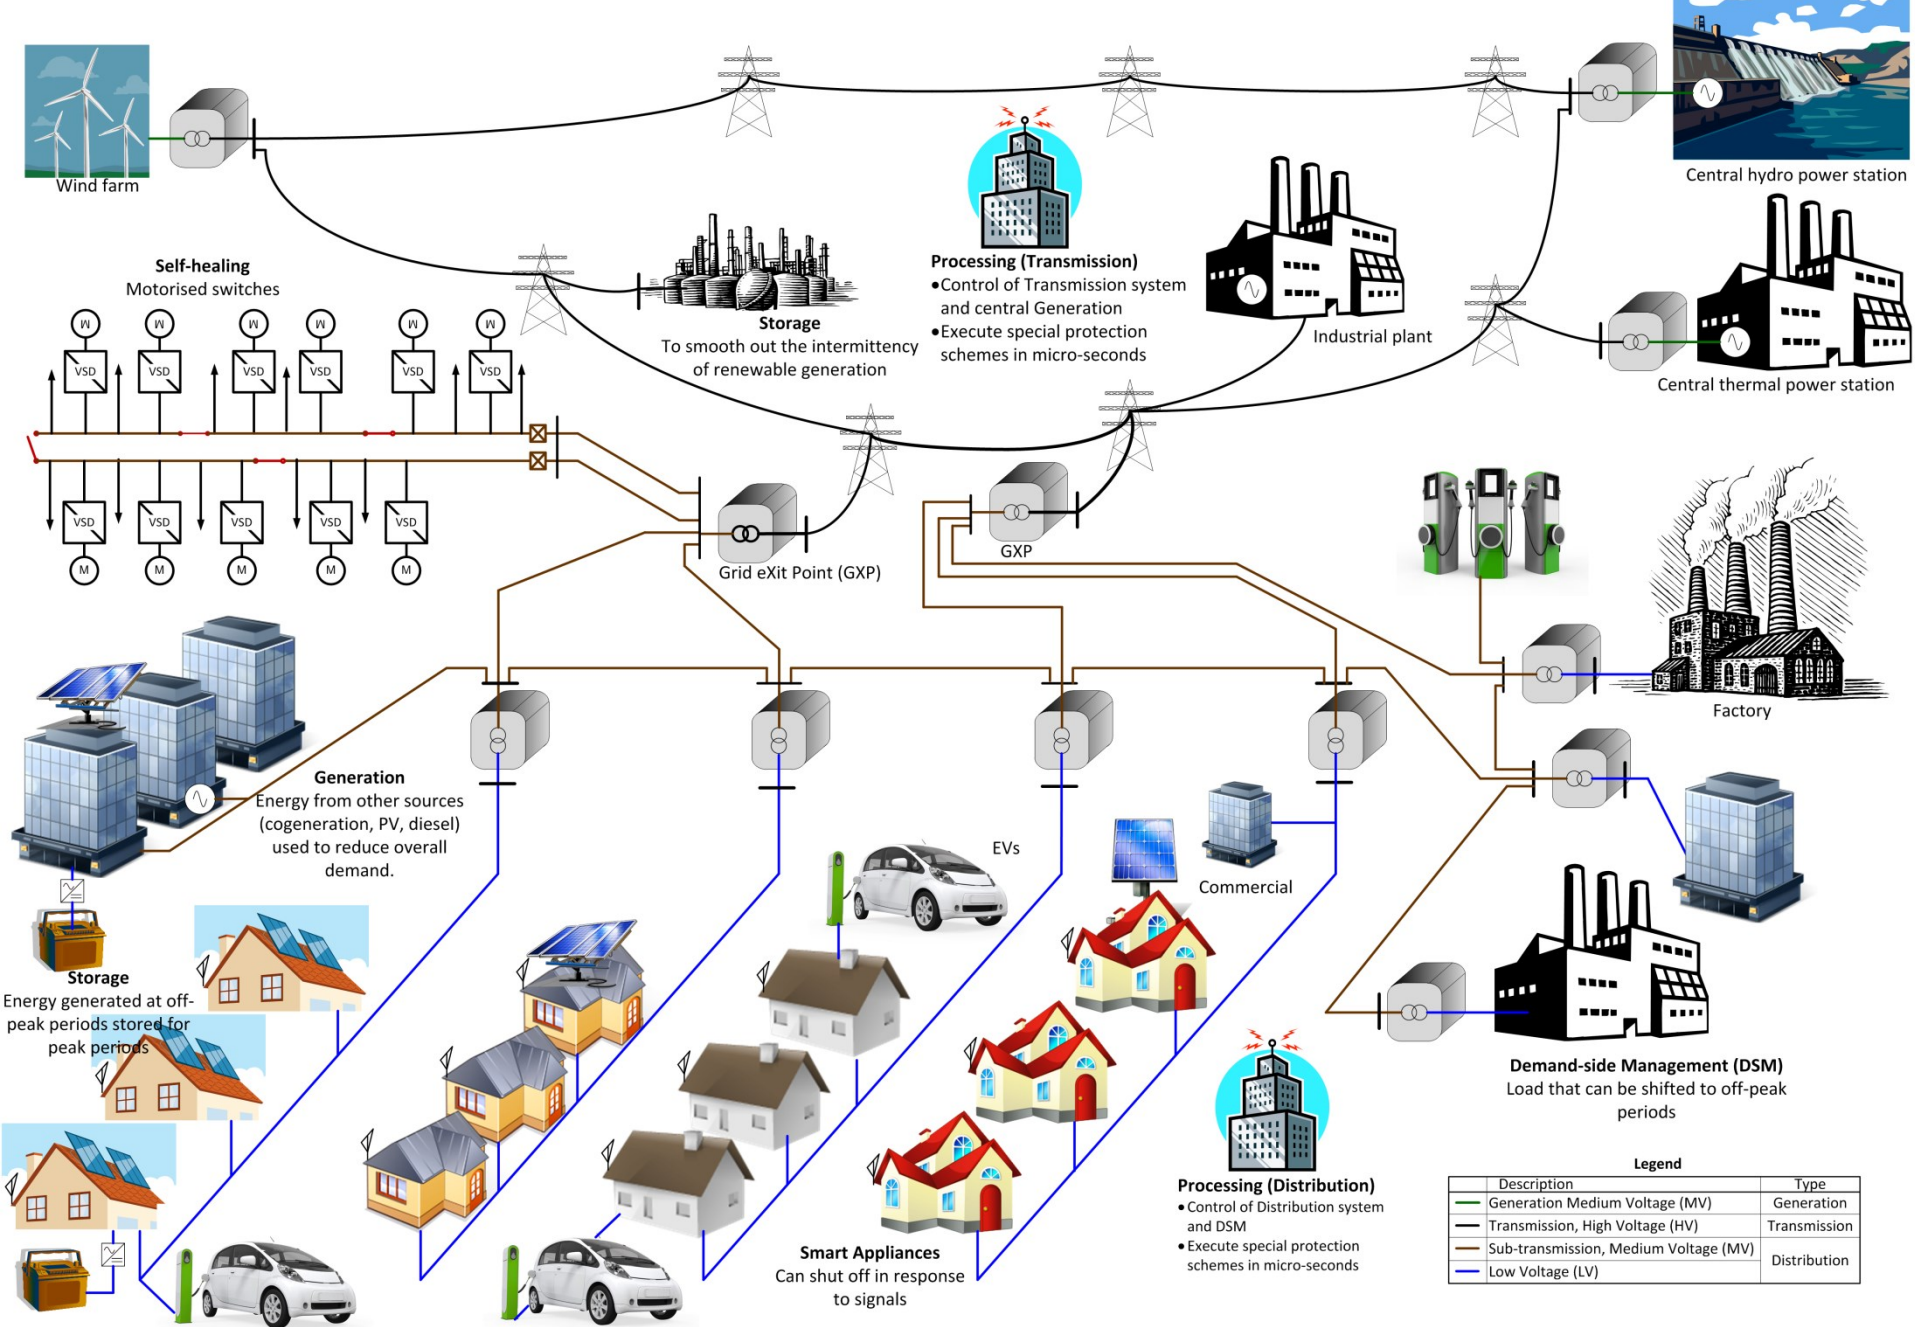 Wind farm
Central hydro power station
Self-healing
Motorised switches
M
M
M
M
M
M
VSD
VSD
VSD
VSD
VSD
VSD
VSD
VSD
VSD
VSD
VSD
M
M
M
M
M
Storage
To smooth out the intermittency
of renewable generation
Processing (Transmission)
•Control of Transmission system
and central Generation
•Execute special protection
schemes in micro-seconds
Industrial plant
Central thermal power station
Grid eXit Point (GXP)
GXP
Factory
Generation
Energy from other sources
(cogeneration, PV, diesel)
used to reduce overall
demand.
EVs
Commercial
Storage
Energy generated at off-
peak periods stored for
peak periods
Smart Appliances
Can shut off in response
to signals
Processing (Distribution)
• Control of Distribution system
and DSM
• Execute special protection
schemes in micro-seconds
Demand-side Management (DSM)
Load that can be shifted to off-peak
periods
Legend
Description Type
Generation Medium Voltage (MV) Generation
Transmission, High Voltage (HV) Transmission
Sub-transmission, Medium Voltage (MV) Distribution
Low Voltage (LV)